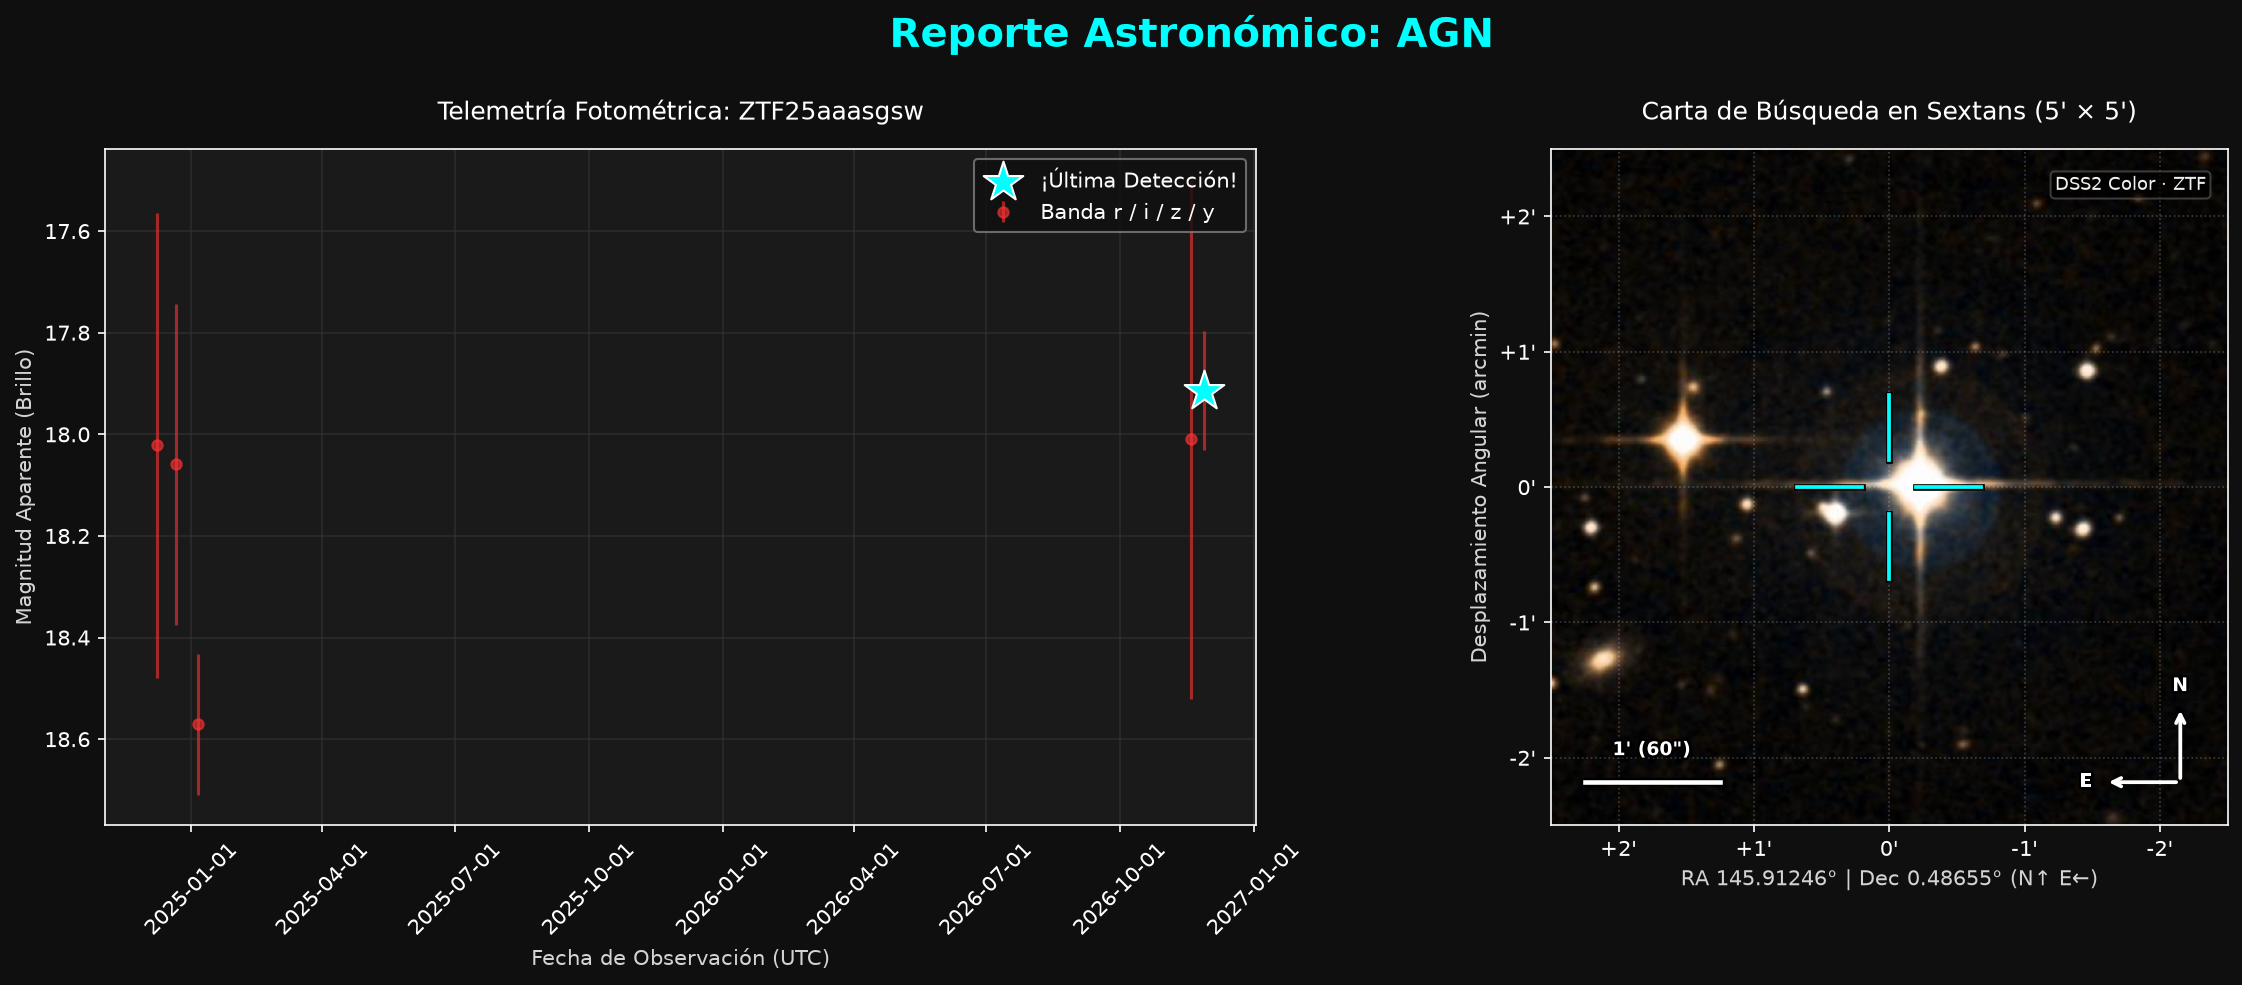 Reporte Astronómico: AGN
Telemetría Fotométrica: ZTF25aaasgsw
¡Última Detección!
Banda r / i / z / y
Magnitud Aparente (Brillo)
17.6
17.8
18.0
18.2
18.4
18.6
2025-01-01
2025-04-01
2025-07-01
2025-10-01
2026-01-01
2026-04-01
2026-07-01
2026-10-01
2027-01-01
Fecha de Observación (UTC)
Carta de Búsqueda en Sextans (5' × 5')
DSS2 Color · ZTF
Desplazamiento Angular (arcmin)
+2'
+1'
0'
-1'
-2'
N
E
1' (60")
+2'
+1'
0'
-1'
-2'
RA 145.91246° | Dec 0.48655° (N↑ E←)